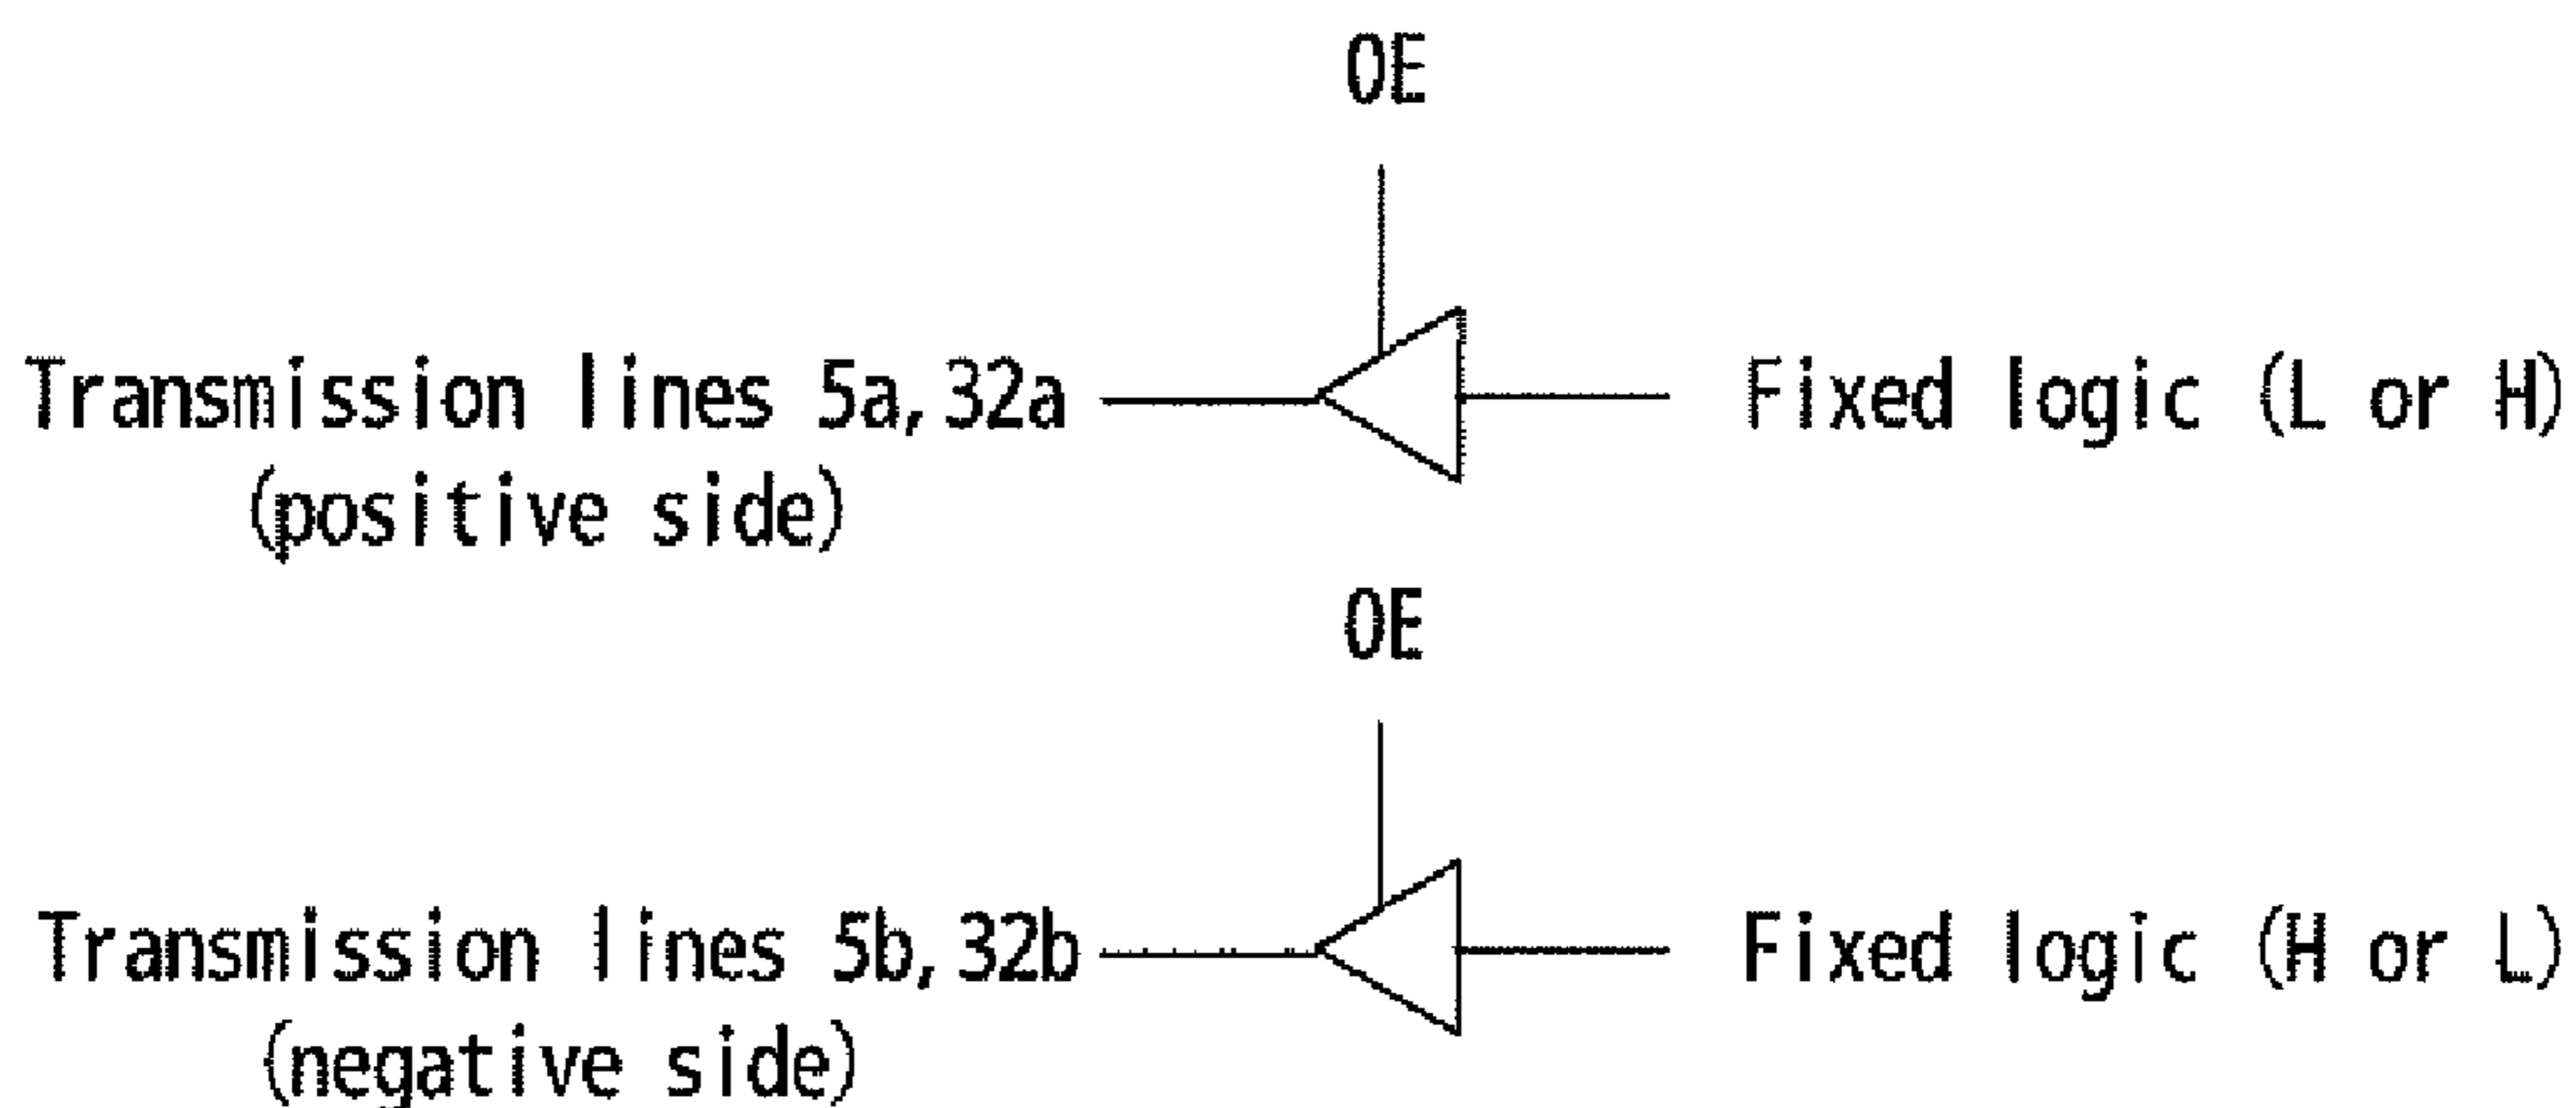 OE
Transmission lines 5a,32a
Fixed logic (L or H)
(positive side)
OE
Transmission lines 5b,32b
Fixed logic (H or L)
(negative side)